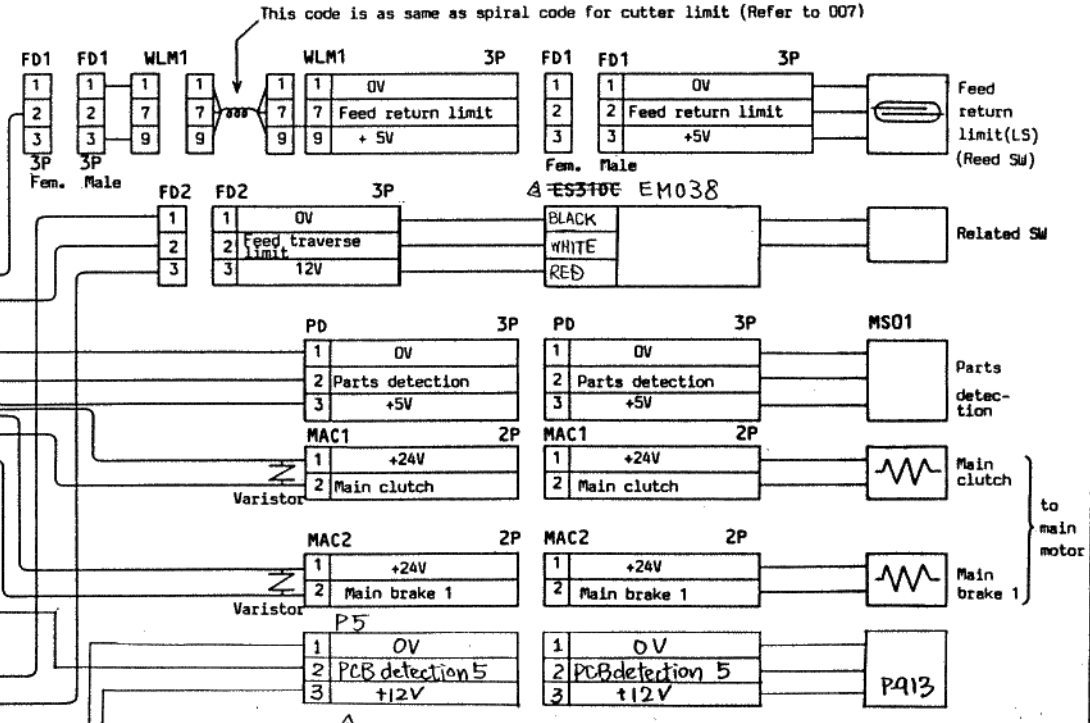 This code is as same as spiral code for cutter limit (Refer to 007)
FD1 FD1 WLM1 WLM1 3P FD1 FD1 3P
1 1 1 1 1 1 0V 1 1 0V Feed
2 2 7 7 7 7 Feed return limit 2 2 Feed return limit return
3 3 9 9 9 9 + 5V 3 3 +5V limit(LS)
3P 3P Fem. Male (Reed SW)
Fem. Male
FD2 FD2 3P ES310E EM038
1 1 0V BLACK
2 2 Feed traverse limit WHITE Related SW
3 3 12V RED
PD 3P PD 3P MS01
1 0V 1 0V Parts
2 Parts detection 2 Parts detection detec-
3 +5V 3 +5V tion
MAC1 2P MAC1 2P
1 +24V 1 +24V Main
2 Main clutch 2 Main clutch clutch
Varistor
to
main
motor
MAC2 2P MAC2 2P
1 +24V 1 +24V Main
2 Main brake 1 2 Main brake 1 brake 1
Varistor
P5
1 0V 1 0V
2 PCB detection 5 2 PCB detection 5 P913
3 +12V 3 +12V